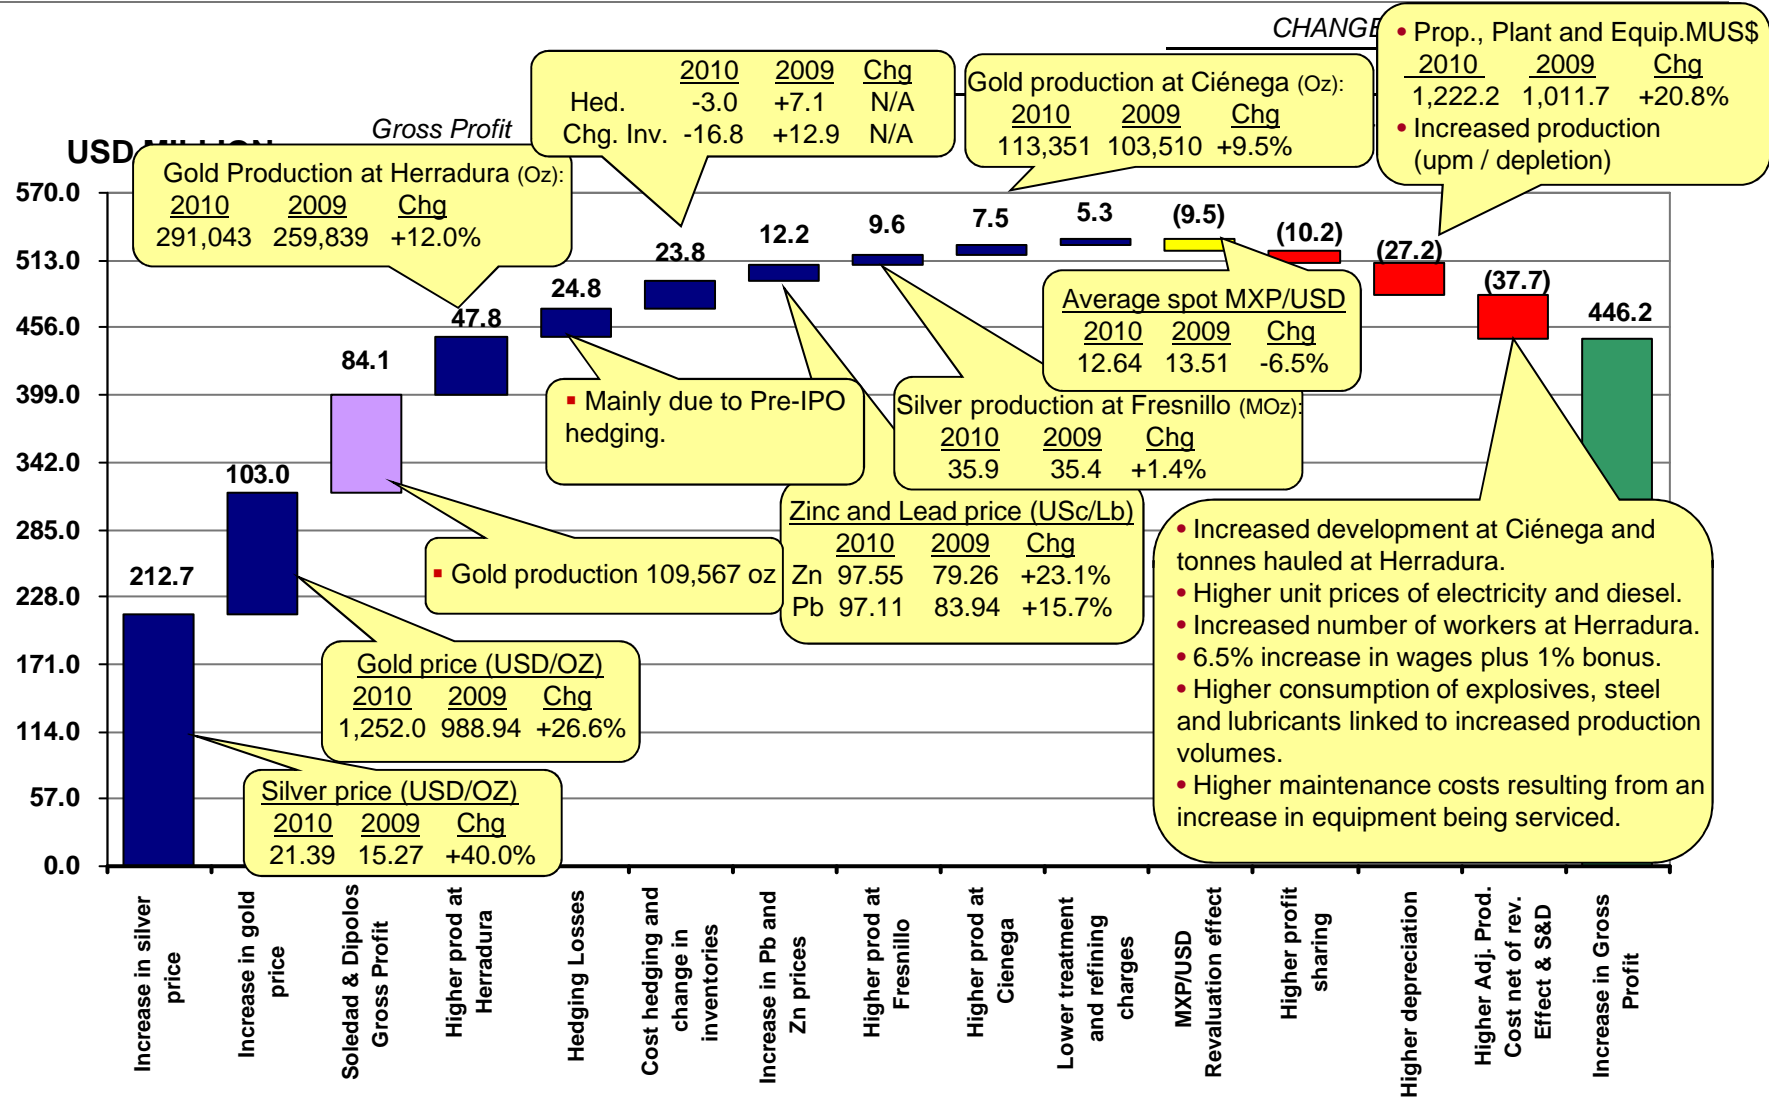 CHANGE
Gross Profit
USD MILLION
• Prop., Plant and Equip.MUS$
2010 2009 Chg
1,222.2 1,011.7 +20.8%
• Increased production
(upm / depletion)
2010 2009 Chg
Hed. -3.0 +7.1 N/A
Chg. Inv. -16.8 +12.9 N/A
Gold production at Ciénega (Oz):
2010 2009 Chg
113,351 103,510 +9.5%
Gold Production at Herradura (Oz):
2010 2009 Chg
291,043 259,839 +12.0%
570.0
513.0
456.0
399.0
342.0
285.0
228.0
171.0
114.0
57.0
0.0
212.7
103.0
84.1
47.8
24.8
23.8
12.2
9.6
7.5
5.3
(9.5)
(10.2)
(27.2)
(37.7)
446.2
Average spot MXP/USD
2010 2009 Chg
12.64 13.51 -6.5%
▪ Mainly due to Pre-IPO
hedging.
Silver production at Fresnillo (MOz):
2010 2009 Chg
35.9 35.4 +1.4%
Zinc and Lead price (USc/Lb)
2010 2009 Chg
Zn 97.55 79.26 +23.1%
Pb 97.11 83.94 +15.7%
▪ Gold production 109,567 oz
Gold price (USD/OZ)
2010 2009 Chg
1,252.0 988.94 +26.6%
Silver price (USD/OZ)
2010 2009 Chg
21.39 15.27 +40.0%
• Increased development at Ciénega and
tonnes hauled at Herradura.
• Higher unit prices of electricity and diesel.
• Increased number of workers at Herradura.
• 6.5% increase in wages plus 1% bonus.
• Higher consumption of explosives, steel
and lubricants linked to increased production
volumes.
• Higher maintenance costs resulting from an
increase in equipment being serviced.
Increase in silver
price
Increase in gold
price
Soledad & Dipolos
Gross Profit
Higher prod at
Herradura
Hedging Losses
Cost hedging and
change in
inventories
Increase in Pb and
Zn prices
Higher prod at
Fresnillo
Higher prod at
Cienega
Lower treatment
and refining
charges
MXP/USD
Revaluation effect
Higher profit
sharing
Higher depreciation
Higher Adj. Prod.
Cost net of rev.
Effect & S&D
Increase in Gross
Profit